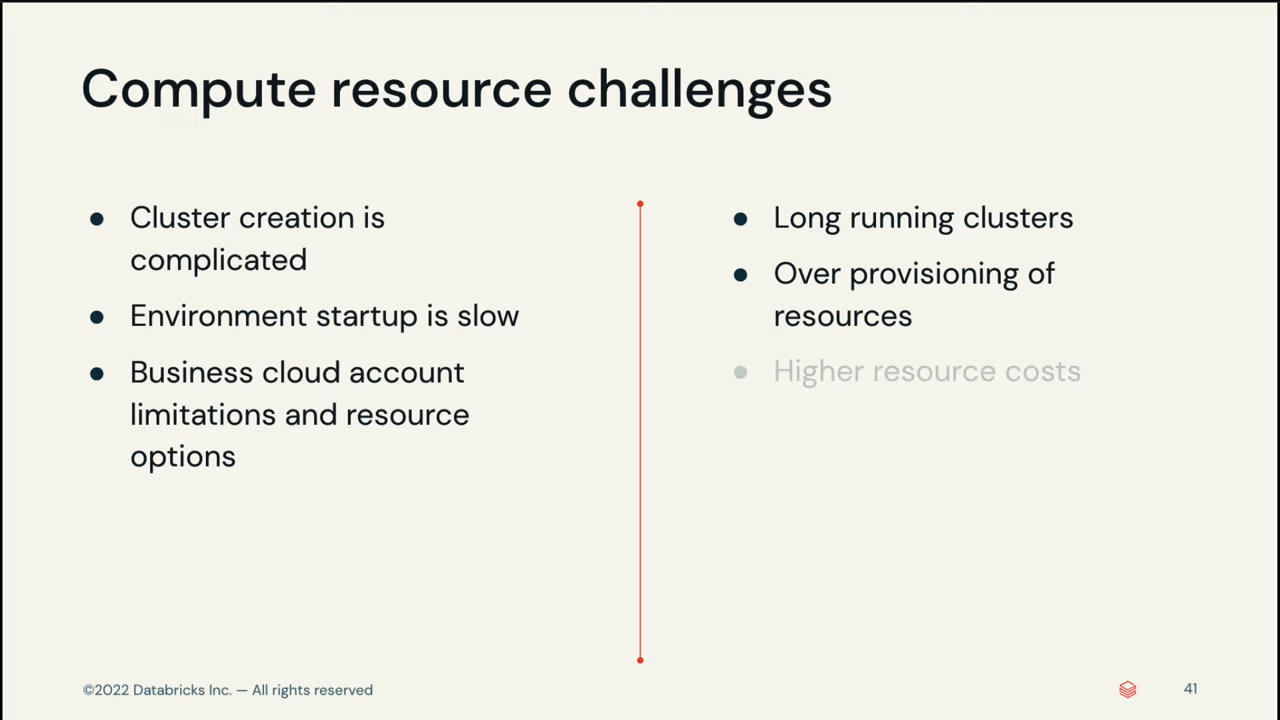 Compute resource challenges
● Cluster creation is
complicated
● Environment startup is slow
● Business cloud account
limitations and resource
options
● Long running clusters
● Over provisioning of
resources
● Higher resource costs
©2022 Databricks Inc. — All rights reserved
41